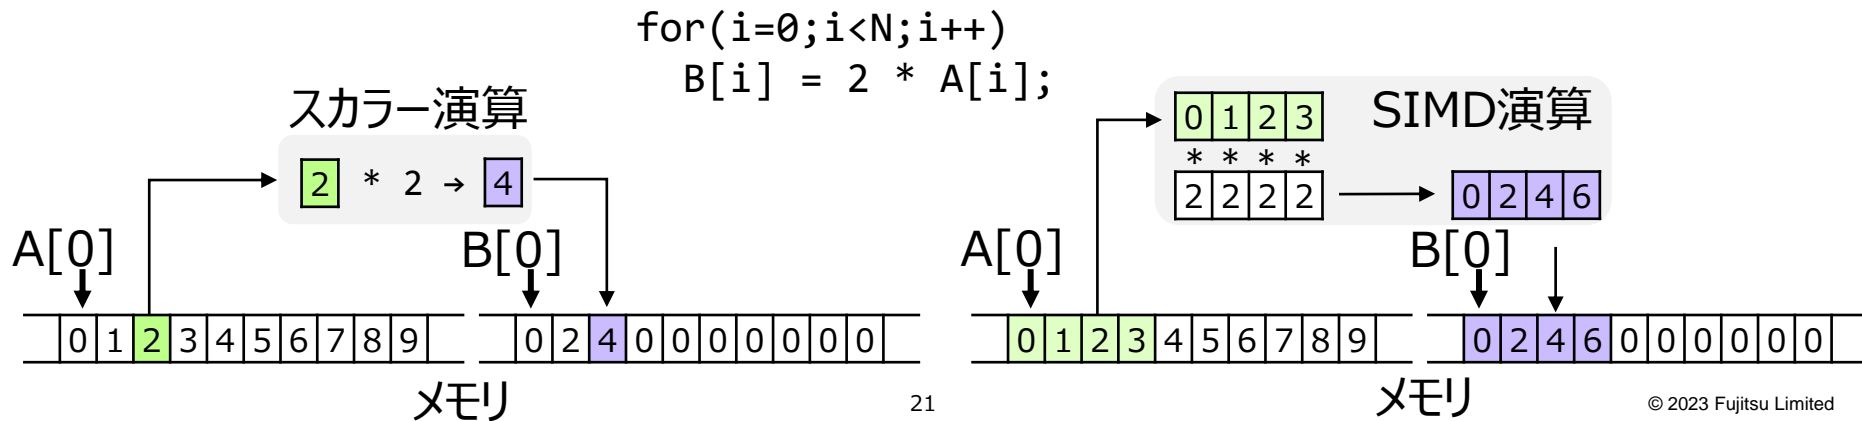 for(i=0;i<N;i++)
B[i] = 2 * A[i];
スカラー演算
2 * 2 → 4
A[0]
B[0]
0 1 2 3 4 5 6 7 8 9
0 2 4 0 0 0 0 0 0 0
メモリ
SIMD演算
0 1 2 3
* * * *
2 2 2 2
0 2 4 6
A[0]
B[0]
0 1 2 3 4 5 6 7 8 9
0 2 4 6 0 0 0 0 0 0
メモリ
21
© 2023 Fujitsu Limited